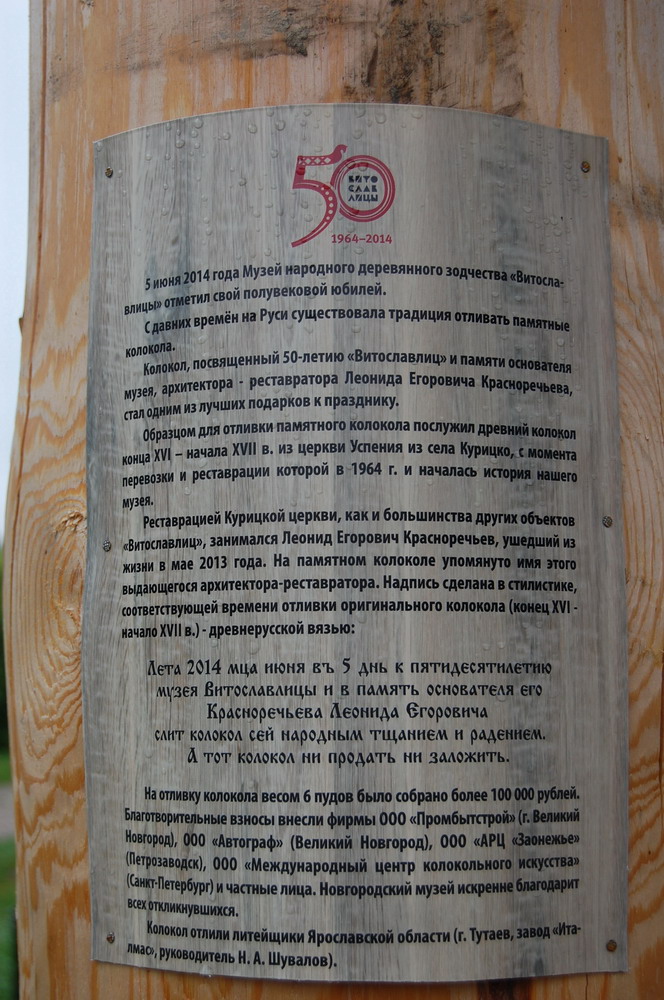 50
ВИТО
СЛАВ
ЛИЦЫ
1964–2014
5 июня 2014 года Музей народного деревянного зодчества «Витосла-
влицы» отметил свой полувековой юбилей.
С давних времён на Руси существовала традиция отливать памятные
колокола.
Колокол, посвященный 50-летию «Витославлиц» и памяти основателя
музея, архитектора - реставратора Леонида Егоровича Красноречьева,
стал одним из лучших подарков к празднику.
Образцом для отливки памятного колокола послужил древний колокол
конца XVI – начала XVII в. из церкви Успения из села Курицко, с момента
перевозки и реставрации которой в 1964 г. и началась история нашего
музея.
Реставрацией Курицкой церкви, как и большинства других объектов
«Витославлиц», занимался Леонид Егорович Красноречьев, ушедший из
жизни в мае 2013 года. На памятном колоколе упомянуто имя этого
выдающегося архитектора-реставратора. Надпись сделана в стилистике,
соответствующей времени отливки оригинального колокола (конец XVI -
начало XVII в.) - древнерусской вязью:
Лета 2014 мца июня въ 5 днь к пятидесятилетию
музея Витославлицы и в память основателя его
Красноречьева Леонида Егоровича
слит колокол сей народным тщанием и радением.
А тот колокол ни продать ни заложить.
На отливку колокола весом 6 пудов было собрано более 100 000 рублей.
Благотворительные взносы внесли фирмы ООО «Промбытстрой» (г. Великий
Новгород), ООО «Автограф» (Великий Новгород), ООО «АРЦ «Заонежье»
(Петрозаводск), ООО «Международный центр колокольного искусства»
(Санкт-Петербург) и частные лица. Новгородский музей искренне благодарит
всех откликнувшихся.
Колокол отлили литейщики Ярославской области (г. Тутаев, завод «Ита-
лмас», руководитель Н. А. Шувалов).